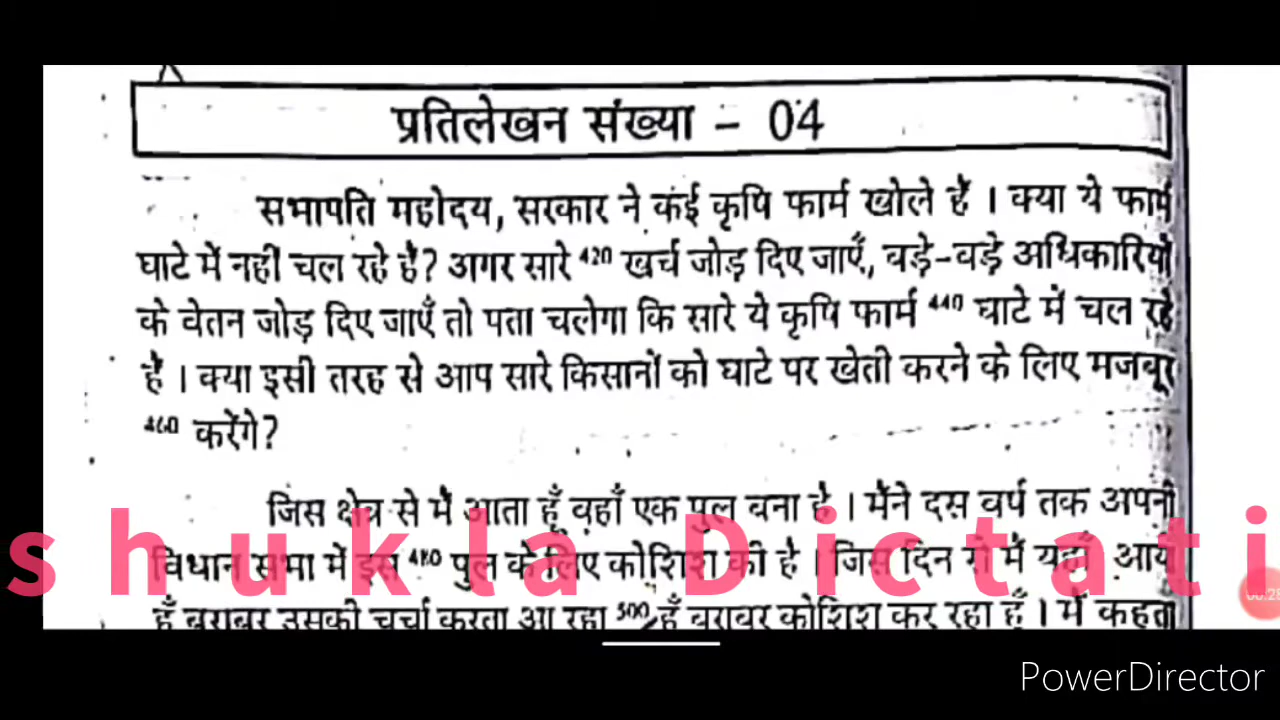 प्रतिलेखन संख्या - 04
सभापति महोदय, सरकार ने कई कृषि फार्म खोले हैं । क्या ये फार्म
घाटे में नहीं चल रहे है? अगर सारे 420 खर्च जोड़ दिए जाएँ, बड़े-बड़े अधिकारियों
के वेतन जोड़ दिए जाएँ तो पता चलेगा कि सारे ये कृषि फार्म 440 घाटे में चल रहे
है । क्या इसी तरह से आप सारे किसानों को घाटे पर खेती करने के लिए मजबूर
460 करेंगे?
जिस क्षेत्र से मैं आता हूँ वहाँ एक पुल बना है । मैंने दस वर्ष तक अपनी
विधान सभा में इस 480 पुल के लिए कोशिश की है । जिस दिन से मैं यहाँ आया
हूँ बराबर उसकी चर्चा करता आ रहा 500 हूँ बराबर कोशिश कर रहा हूँ । मैं कहता
shukla Dictati
00:28
PowerDirector